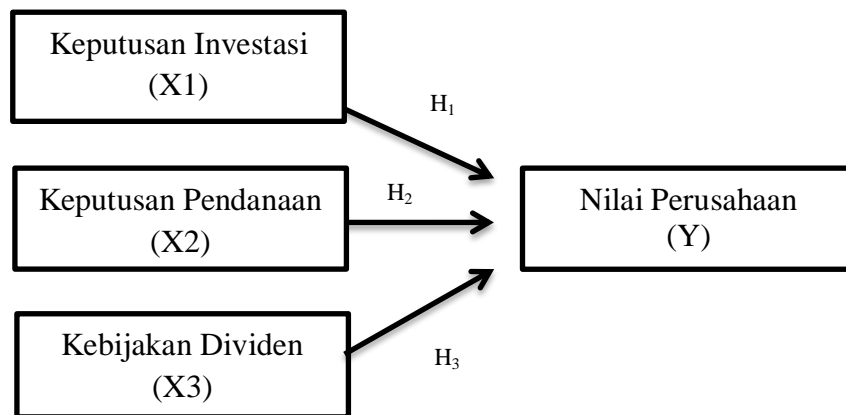 Keputusan Investasi
(X1)
H1
Keputusan Pendanaan
(X2)
H2
Nilai Perusahaan
(Y)
Kebijakan Dividen
(X3)
H3